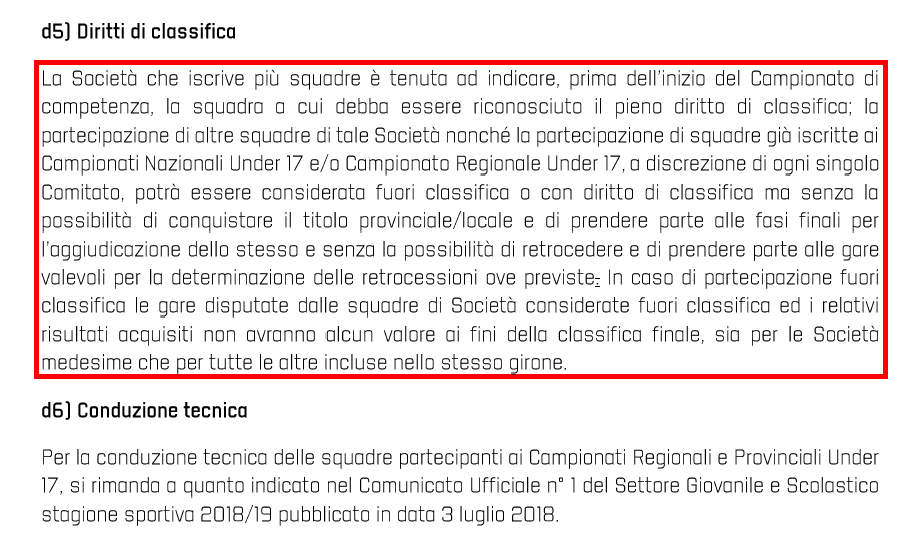 d5) Diritti di classifica
La Società che iscrive più squadre è tenuta ad indicare, prima dell'inizio del Campionato di
competenza, la squadra a cui debba essere riconosciuto il pieno diritto di classifica; la
partecipazione di altre squadre di tale Società nonché la partecipazione di squadre già iscritte ai
Campionati Nazionali Under 17 e/o Campionato Regionale Under 17, a discrezione di ogni singolo
Comitato, potrà essere considerata fuori classifica o con diritto di classifica ma senza la
possibilità di conquistare il titolo provinciale/locale e di prendere parte alle fasi finali per
l'aggiudicazione dello stesso e senza la possibilità di retrocedere e di prendere parte alle gare
valevoli per la determinazione delle retrocessioni ove previste; In caso di partecipazione fuori
classifica le gare disputate dalle squadre di Società considerate fuori classifica ed i relativi
risultati acquisiti non avranno alcun valore ai fini della classifica finale, sia per le Società
medesime che per tutte le altre incluse nello stesso girone.
d6) Conduzione tecnica
Per la conduzione tecnica delle squadre partecipanti ai Campionati Regionali e Provinciali Under
17, si rimanda a quanto indicato nel Comunicato Ufficiale n° 1 del Settore Giovanile e Scolastico
stagione sportiva 2018/19 pubblicato in data 3 luglio 2018.